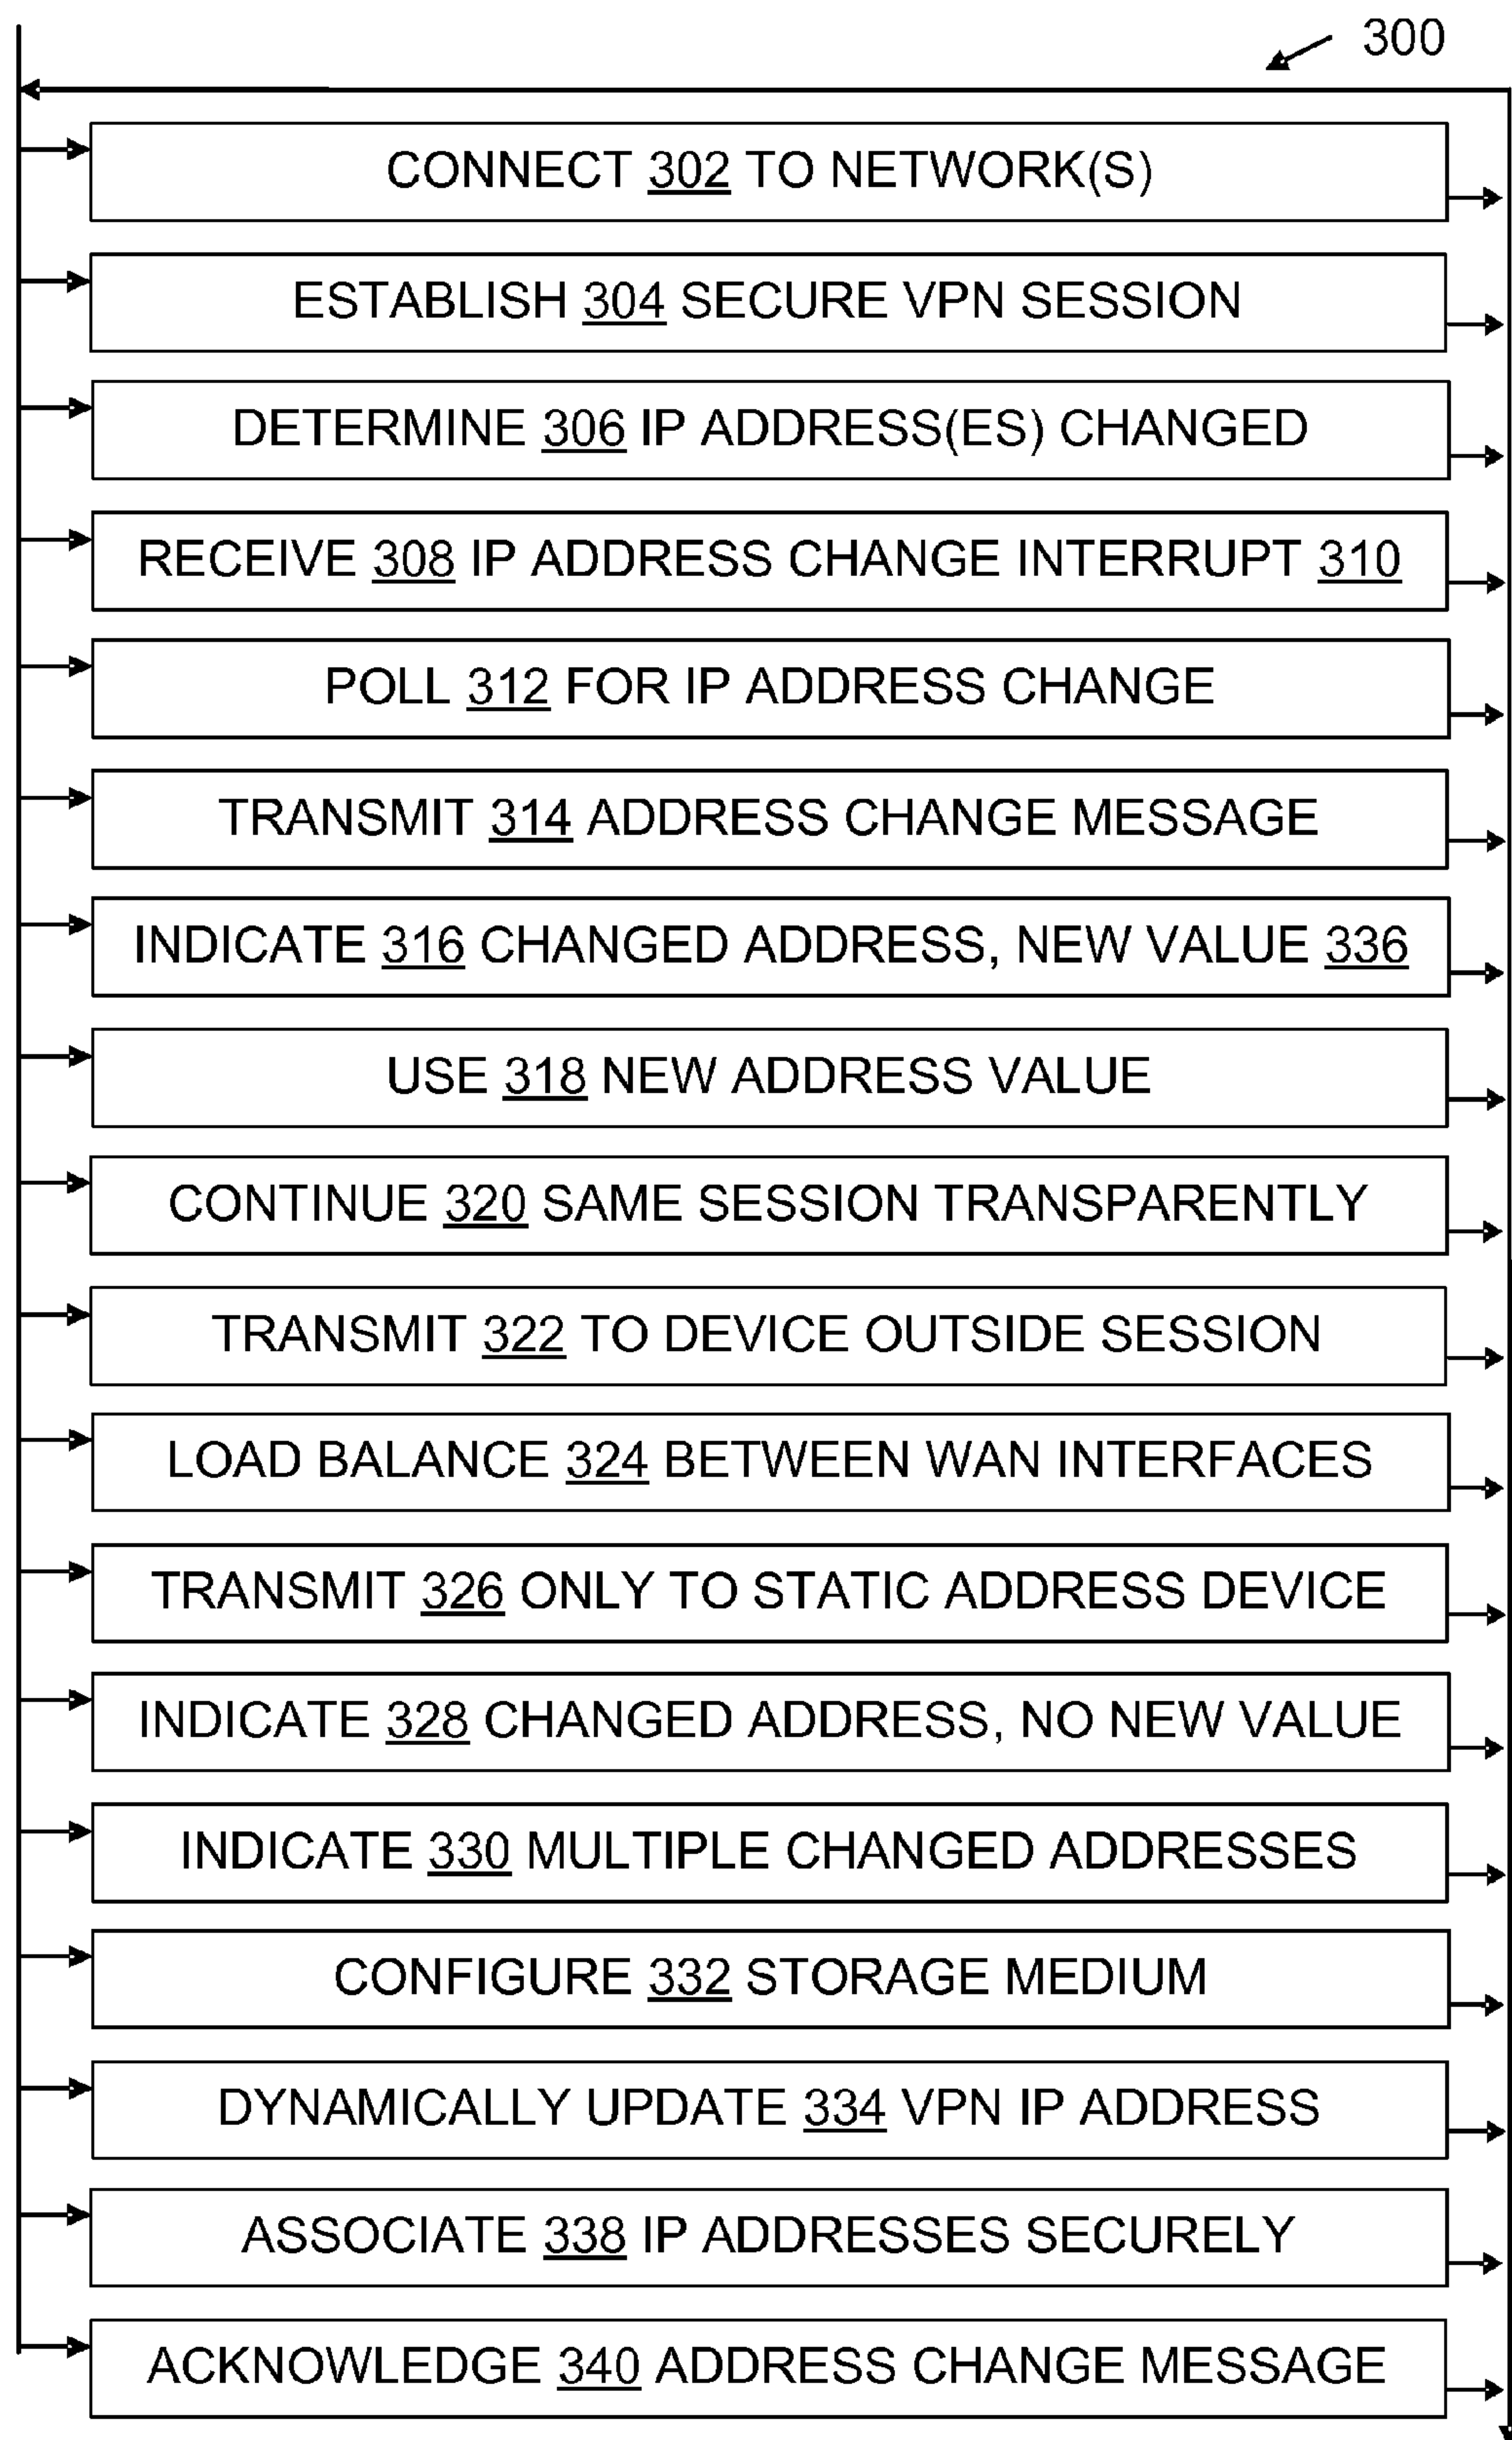 300
CONNECT 302 TO NETWORK(S)
ESTABLISH 304 SECURE VPN SESSION
DETERMINE 306 IP ADDRESS(ES) CHANGED
RECEIVE 308 IP ADDRESS CHANGE INTERRUPT 310
POLL 312 FOR IP ADDRESS CHANGE
TRANSMIT 314 ADDRESS CHANGE MESSAGE
INDICATE 316 CHANGED ADDRESS, NEW VALUE 336
USE 318 NEW ADDRESS VALUE
CONTINUE 320 SAME SESSION TRANSPARENTLY
TRANSMIT 322 TO DEVICE OUTSIDE SESSION
LOAD BALANCE 324 BETWEEN WAN INTERFACES
TRANSMIT 326 ONLY TO STATIC ADDRESS DEVICE
INDICATE 328 CHANGED ADDRESS, NO NEW VALUE
INDICATE 330 MULTIPLE CHANGED ADDRESSES
CONFIGURE 332 STORAGE MEDIUM
DYNAMICALLY UPDATE 334 VPN IP ADDRESS
ASSOCIATE 338 IP ADDRESSES SECURELY
ACKNOWLEDGE 340 ADDRESS CHANGE MESSAGE